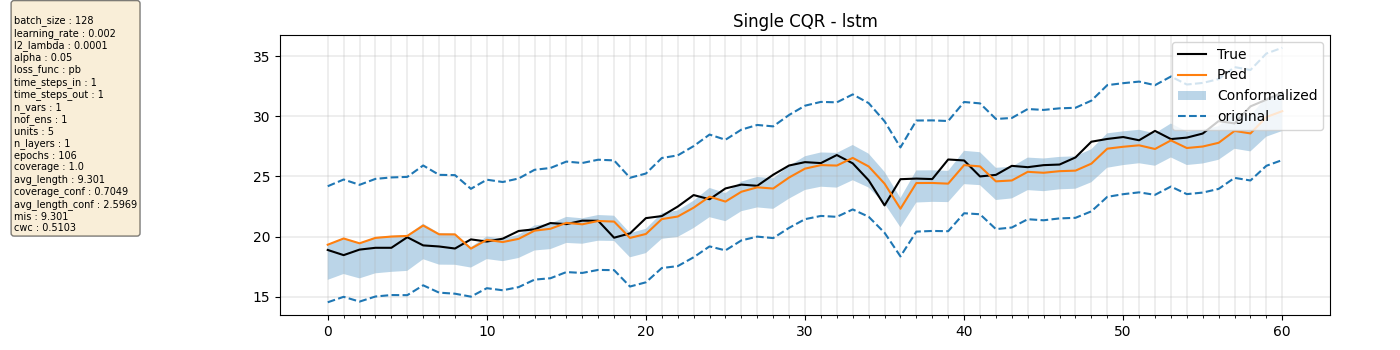 batch_size : 128
learning_rate : 0.002
l2_lambda : 0.0001
alpha : 0.05
loss_func : pb
time_steps_in : 1
time_steps_out : 1
n_vars : 1
nof_ens : 1
units : 5
n_layers : 1
epochs : 106
coverage : 1.0
avg_length : 9.301
coverage_conf : 0.7049
avg_length_conf : 2.5969
mis : 9.301
cwc : 0.5103
Single CQR - lstm
35
30
25
20
15
True
Pred
Conformalized
original
0 10 20 30 40 50 60